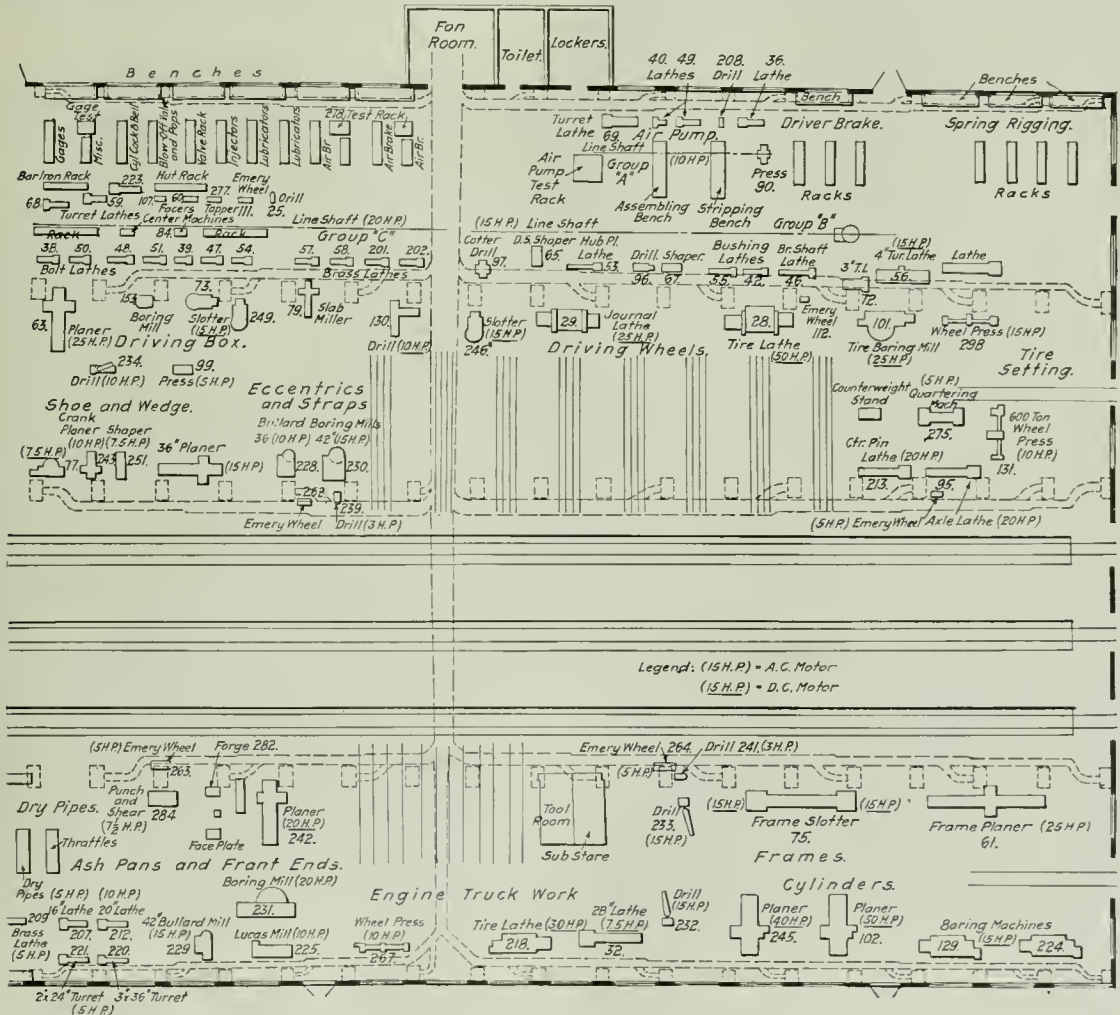 Fan
Room.
Toilet.
Lockers.
Benches
40. 49. 208. 36.
Lathes Drill Lathe
Bench
Benches
Gage
Test
Gages
Misc.
Cyl Cock & Bell
Blow Off Valve
and Pops
Valve Rack
Injectors
Lubricators
Lubricators
Air Br.
218, Test Rack,
Air Brake
Air Br.
Turret
Lathe
69.
Air Pump.
Driver Brake.
Spring Rigging.
Line Shaft
(10 H.P.)
Air
Pump
Test
Rack
Group
"A"
Press
90.
Racks
Racks
Assembling
Bench
Stripping
Bench
Bar Iron Rack
223.
Nut Rack
277.
Emery
Wheel
68.
59.
107.
60.
Facers
Tapper
111.
Drill
25.
Turret Lathes
Center Machines
Line Shaft (20 H.P.)
Rack
84.
Rack
Group "C"
38. 50. 48. 51. 39. 47. 54. 57. 58. 201. 202.
Bolt Lathes
Brass Lathes
(15 H.P.) Line Shaft
Group "B"
Cotter
Drill
97.
D.S. Shaper
65.
Hub Pl.
Lathe
53.
Drill.
96.
Shaper.
67.
Bushing
Lathes
55. 42.
Br. Shaft
Lathe
46.
3" T.L.
72.
(15 H.P.)
4" Tur. Lathe
56.
Lathe
63.
Planer
(25 H.P.)
153.
Boring
Mill
73.
Slotter
(15 H.P.)
249.
79.
Slab
Miller
130.
Drill (10 H.P.)
Driving Box.
Slotter
(15 H.P.)
246.
29.
Journal
Lathe
(25 H.P.)
28.
Tire Lathe
(50 H.P.)
Emery
Wheel
112.
101.
Tire Boring Mill
(25 H.P.)
Wheel Press (15 H.P.)
298
Driving Wheels.
Tire
Setting.
234.
Drill (10 H.P.)
99.
Press (5 H.P.)
Eccentrics
and Straps
Shoe and Wedge.
Crank
Planer Shaper
(10 H.P.) (7.5 H.P.)
(7.5 H.P.)
77. 243. 251.
36" Planer
(15 H.P.)
Bullard Boring Mills
36 (10 H.P.) 42" (15 H.P.)
228. 230.
262.
239.
Emery Wheel
Drill (3 H.P.)
Counterweight
Stand
(5 H.P.)
Quartering
Mach.
275.
600 Ton
Wheel
Press
(10 H.P.)
131.
Ctr. Pin
Lathe (20 H.P.)
213.
95.
(5 H.P.) Emery Wheel
Axle Lathe (20 H.P.)
Legend: (15 H.P.) = A.C. Motor
(15 H.P.) = D.C. Motor
(5 H.P.) Emery Wheel
263.
Forge 282.
Emery Wheel 264.
(5 H.P.)
Drill 241. (3 H.P.)
Dry Pipes.
Punch
and
Shear
(7½ H.P.)
284.
Face Plate
Planer
(20 H.P.)
242.
Throttles
Tool
Room
Sub Store
Drill
233.
(15 H.P.)
(15 H.P.)
(15 H.P.)
Frame Slotter
75.
Frame Planer (25 H.P.)
61.
Ash Pans and Front Ends.
Frames.
Dry
Pipes
(5 H.P.)
16" Lathe
207.
(10 H.P.)
20" Lathe
212.
Boring Mill (20 H.P.)
231.
Engine Truck Work
Cylinders.
209
Brass
Lathe
(5 H.P.)
221.
220.
42" Bullard Mill
(15 H.P.)
229
Lucas Mill (10 H.P.)
225.
Wheel Press
(10 H.P.)
267.
Tire Lathe (30 H.P.)
218.
28" Lathe
(7.5 H.P.)
32.
Drill
(15 H.P.)
232.
Planer
(40 H.P.)
245.
Planer
(50 H.P.)
102.
Boring Machines
129.
(15 H.P.)
224.
2x24" Turret
(5 H.P.)
3x36" Turret